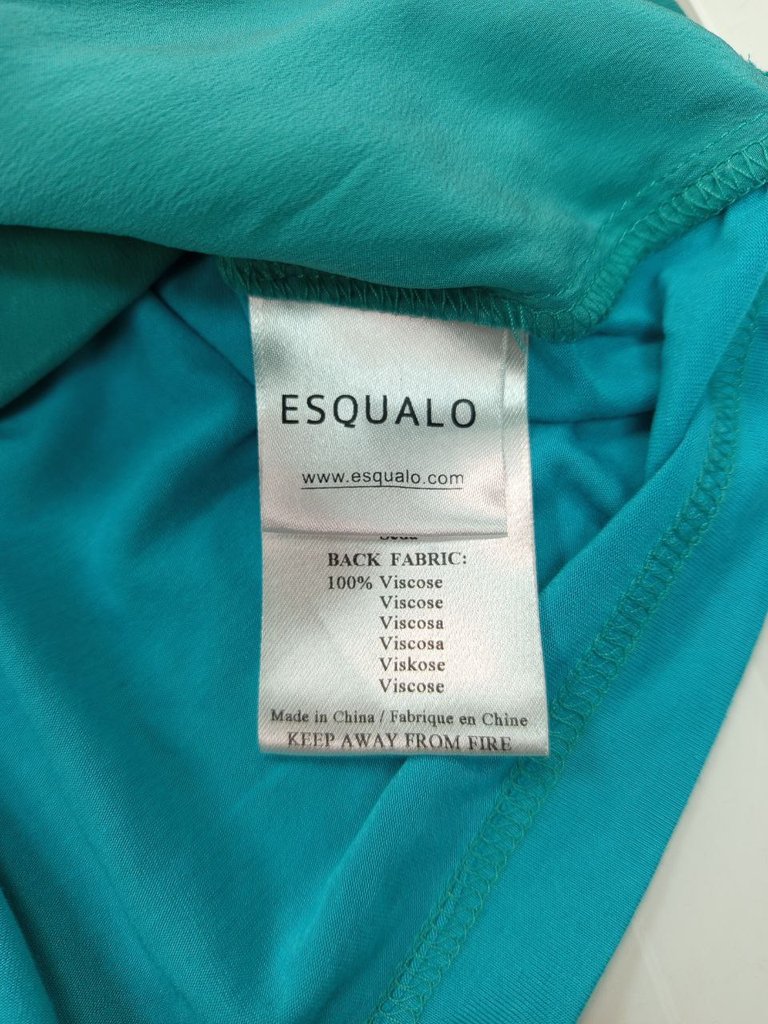 ESQUALO
www.esqualo.com
BACK FABRIC:
100% Viscose
Viscose
Viscosa
Viscosa
Viskose
Viscose
Made in China / Fabrique en Chine
KEEP AWAY FROM FIRE